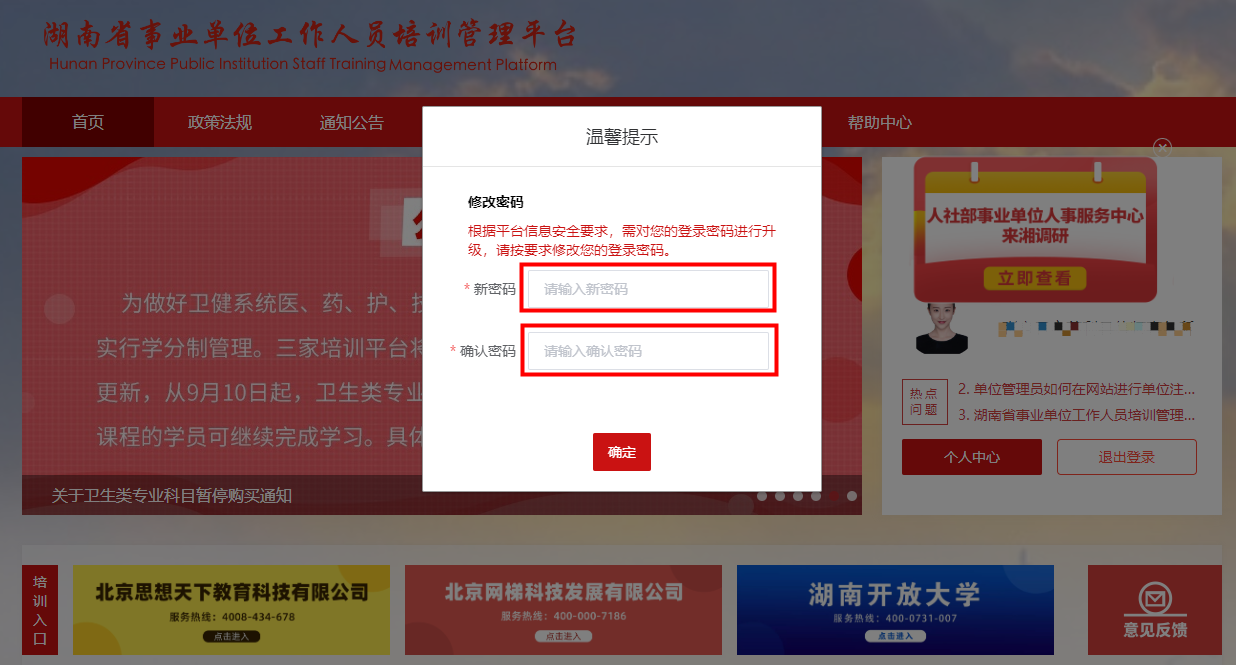 湖南省事业单位工作人员培训管理平台
Hunan Province Public Institution Staff Training Management Platform
首页
政策法规
通知公告
帮助中心
温馨提示
修改密码
根据平台信息安全要求，需对您的登录密码进行升
级，请按要求修改您的登录密码。
* 新密码
请输入新密码
* 确认密码
请输入确认密码
确定
为做好卫健系统医、药、护、技
实行学分制管理。三家培训平台将
更新，从9月10日起，卫生类专业
课程的学员可继续完成学习。具体
关于卫生类专业科目暂停购买通知
人社部事业单位人事服务中心
来湘调研
立即查看
热点
问题
2. 单位管理员如何在网站进行单位注...
3. 湖南省事业单位工作人员培训管理...
个人中心
退出登录
培训入口
北京思想天下教育科技有限公司
服务热线：4008-434-678
点击进入
北京网梯科技发展有限公司
服务热线：400-000-7186
点击进入
湖南开放大学
服务热线：400-0731-007
点击进入
意见反馈